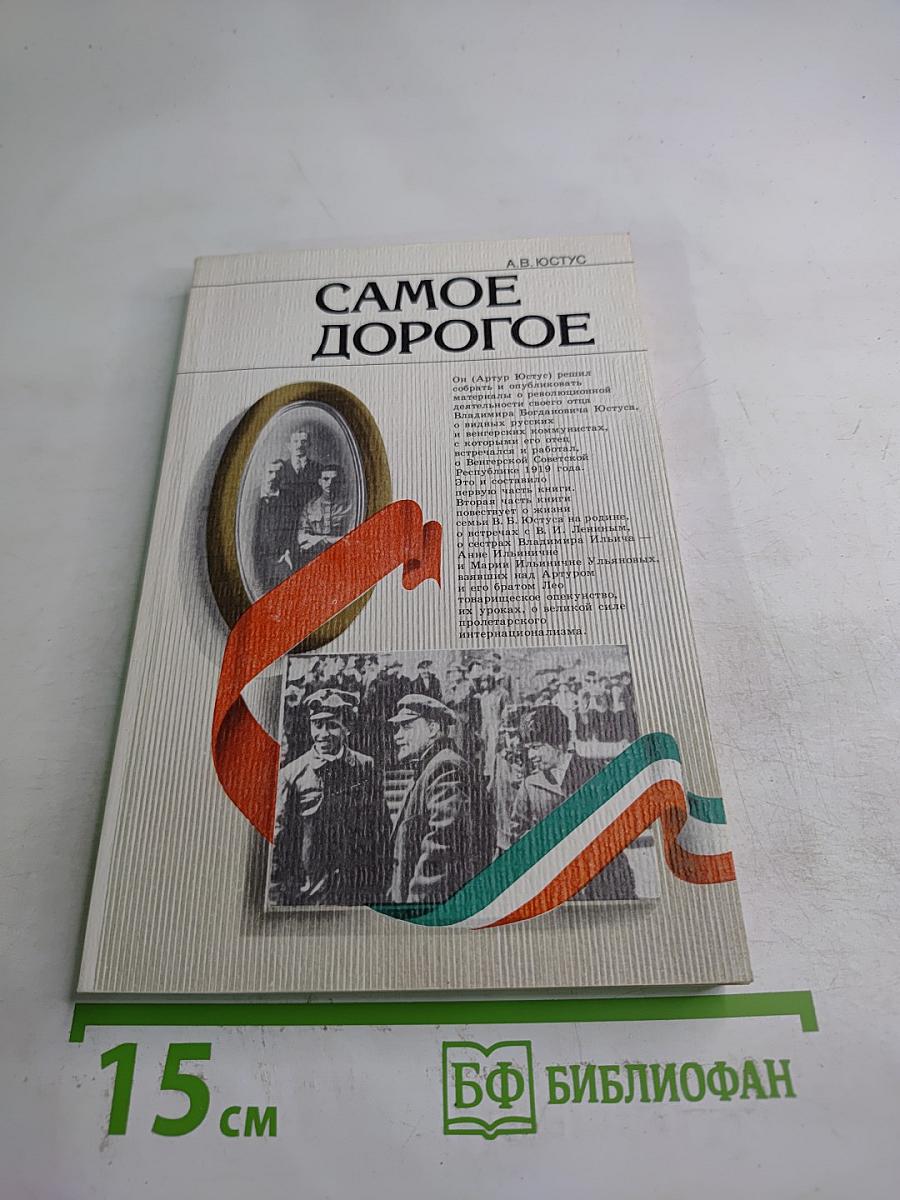 А.В. ЮСТУС
САМОЕ
ДОРОГОЕ
Он (Артур Юстус) решил
собрать и опубликовать
материалы о революционной
деятельности своего отца
Владимира Богдановича Юстуса,
о видных русских
и венгерских коммунистах,
с которыми его отец
встречался и работал,
о Венгерской Советской
Республике 1919 года.
Это и составило
первую часть книги.
Вторая часть книги
повествует о жизни
семьи В. Б. Юстуса на родине,
о встречах с В. И. Лениным,
о сестрах Владимира Ильича —
Анне Ильиничне
и Марии Ильиничне Ульяновых,
взявших над Артуром
и его братом Лео
товарищеское опекунство,
их уроках, о великой силе
пролетарского
интернационализма.
15 см
БФ БИБЛИОФАН